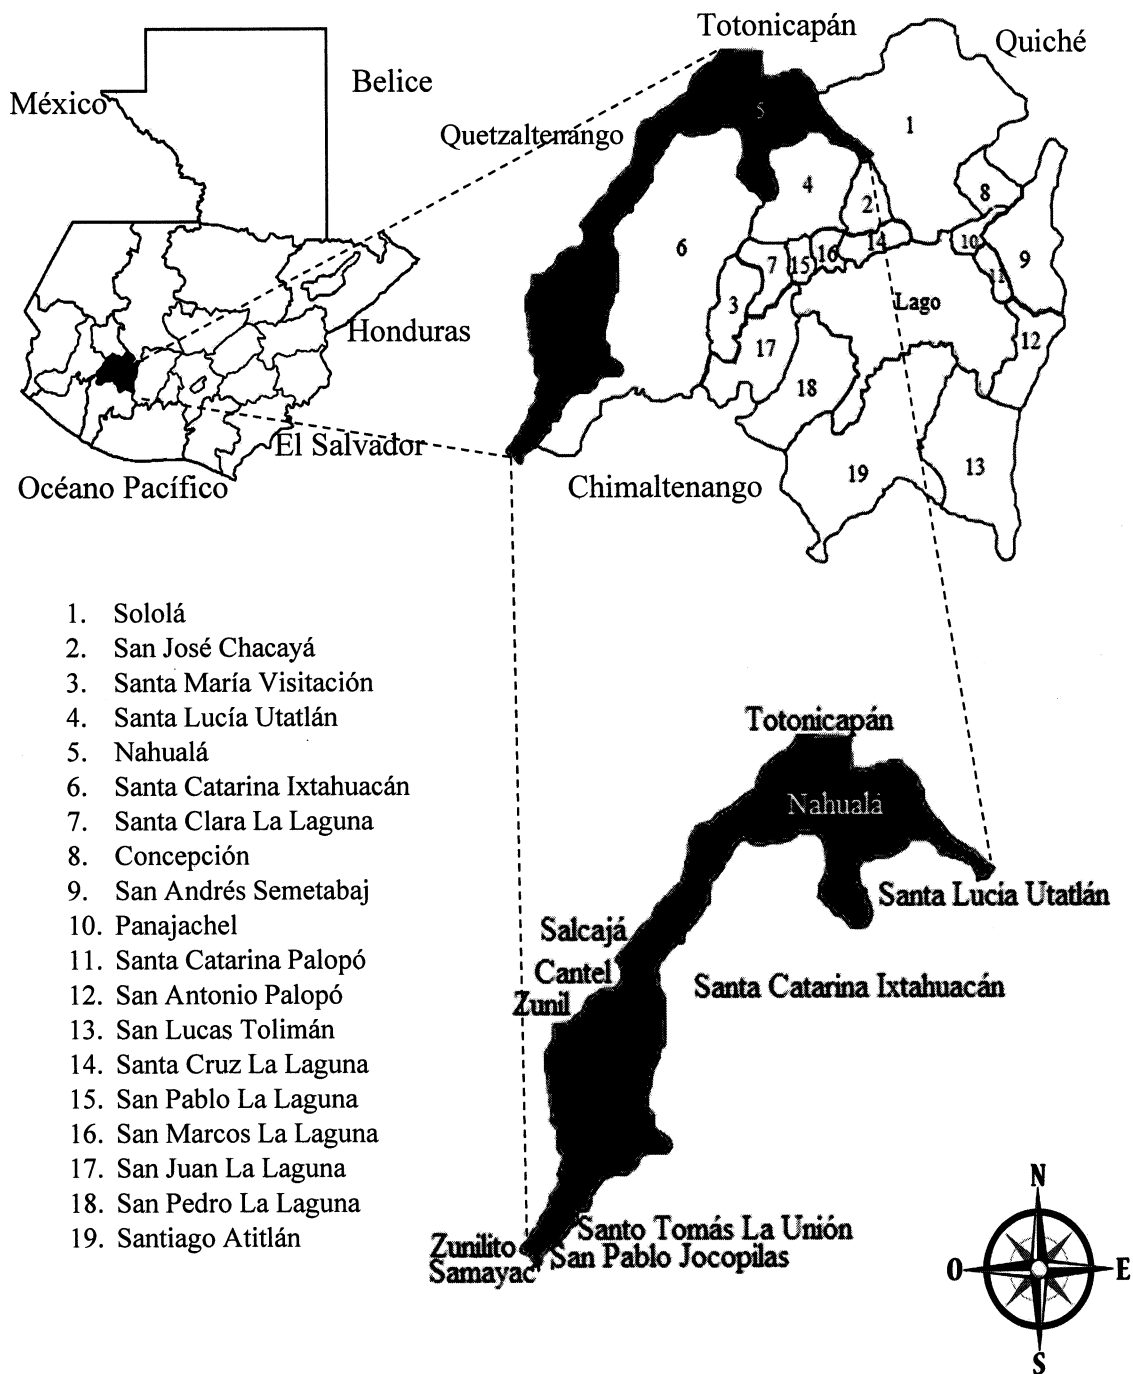 Totonicapán
Quiché
Belice
México
Quetzaltenango
5
1
4
2
8
6
7
15
16
14
10
9
3
11
Lago
Honduras
17
12
18
El Salvador
19
13
Océano Pacífico
Chimaltenango
1. Sololá
2. San José Chacayá
3. Santa María Visitación
4. Santa Lucía Utatlán
5. Nahualá
6. Santa Catarina Ixtahuacán
7. Santa Clara La Laguna
8. Concepción
9. San Andrés Semetabaj
10. Panajachel
11. Santa Catarina Palopó
12. San Antonio Palopó
13. San Lucas Tolimán
14. Santa Cruz La Laguna
15. San Pablo La Laguna
16. San Marcos La Laguna
17. San Juan La Laguna
18. San Pedro La Laguna
19. Santiago Atitlán
Totonicapán
Nahualá
Santa Lucía Utatlán
Salcajá
Cantel
Santa Catarina Ixtahuacán
Zunil
Santo Tomás La Unión
Zunilito
San Pablo Jocopilas
Samayac
N
O
E
S